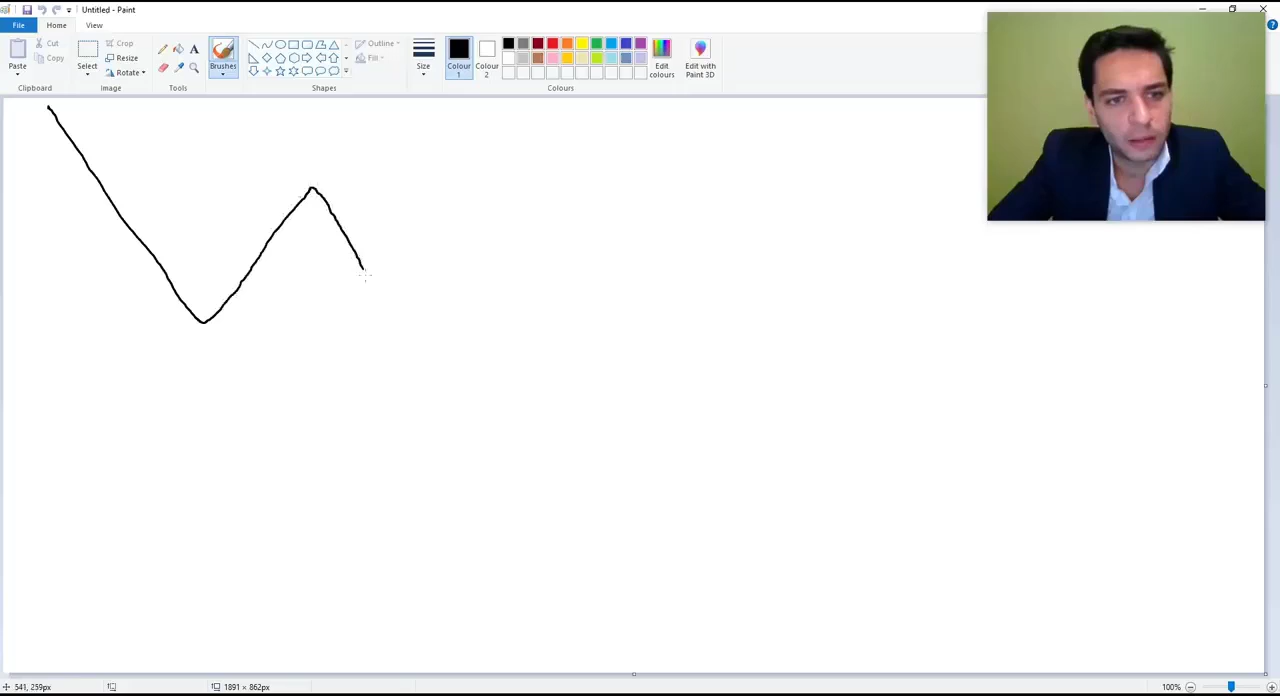 Untitled - Paint
File Home View
Paste
Cut
Copy
Clipboard
Select
Crop
Resize
Rotate
Image
A
Tools
Brushes
Outline
Fill
Shapes
Size
Colour 1
Colour 2
Edit colours
Edit with Paint 3D
Colours
541, 259px
1891 × 862px
100%